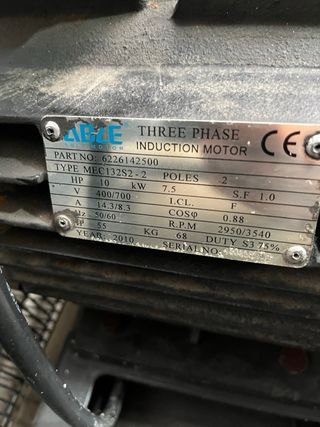 ABLE THREE PHASE
INDUCTION MOTOR CE
PART NO: 6226142500
TYPE MEC132S2-2 POLES 2
HP 10 kW 7.5 S.F 1.0
V 400/700 I.CL. F
A 14.3/8.3 COSφ 0.88
Hz 50/60 R.P.M 2950/3540
IP 55 KG 68 DUTY S3 75%
YEAR: 2010 SERIAL NO.